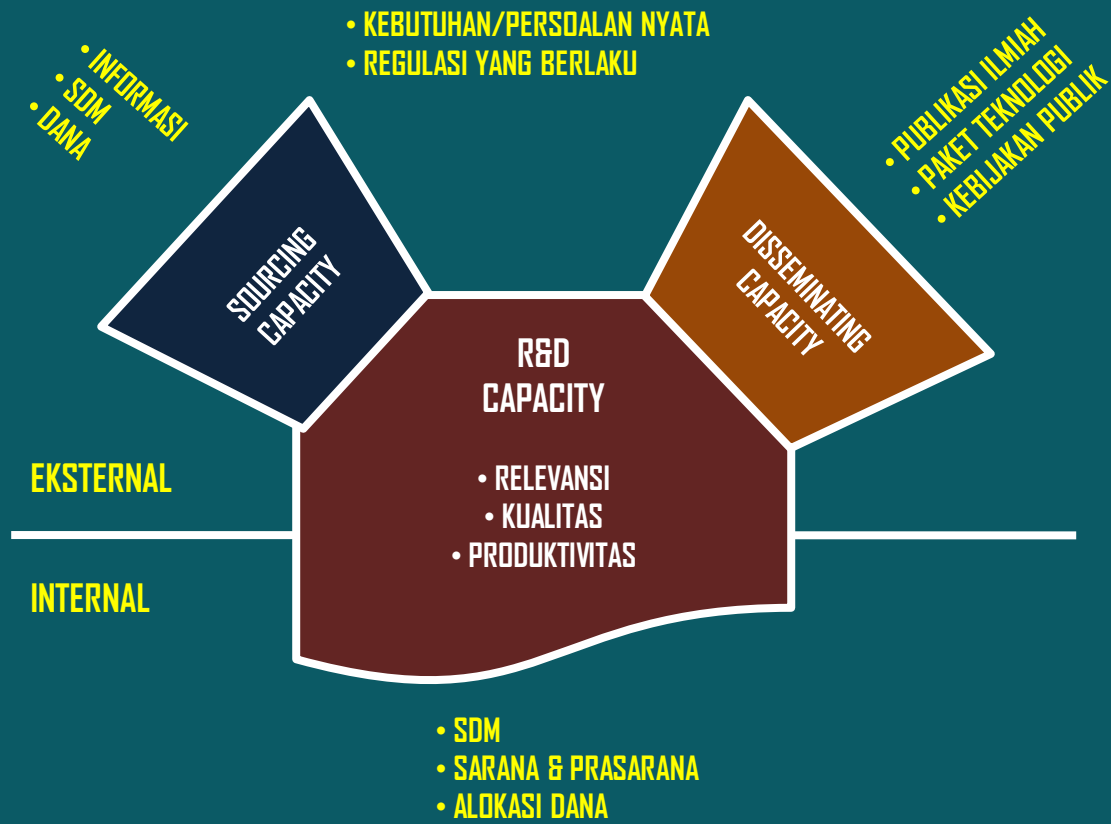 • KEBUTUHAN/PERSOALAN NYATA
• REGULASI YANG BERLAKU
• INFORMASI
• SDM
• DANA
• PUBLIKASI ILMIAH
• PAKET TEKNOLOGI
• KEBIJAKAN PUBLIK
SOURCING
CAPACITY
DISSEMINATING
CAPACITY
R&D
CAPACITY
• RELEVANSI
• KUALITAS
• PRODUKTIVITAS
EKSTERNAL
INTERNAL
• SDM
• SARANA & PRASARANA
• ALOKASI DANA